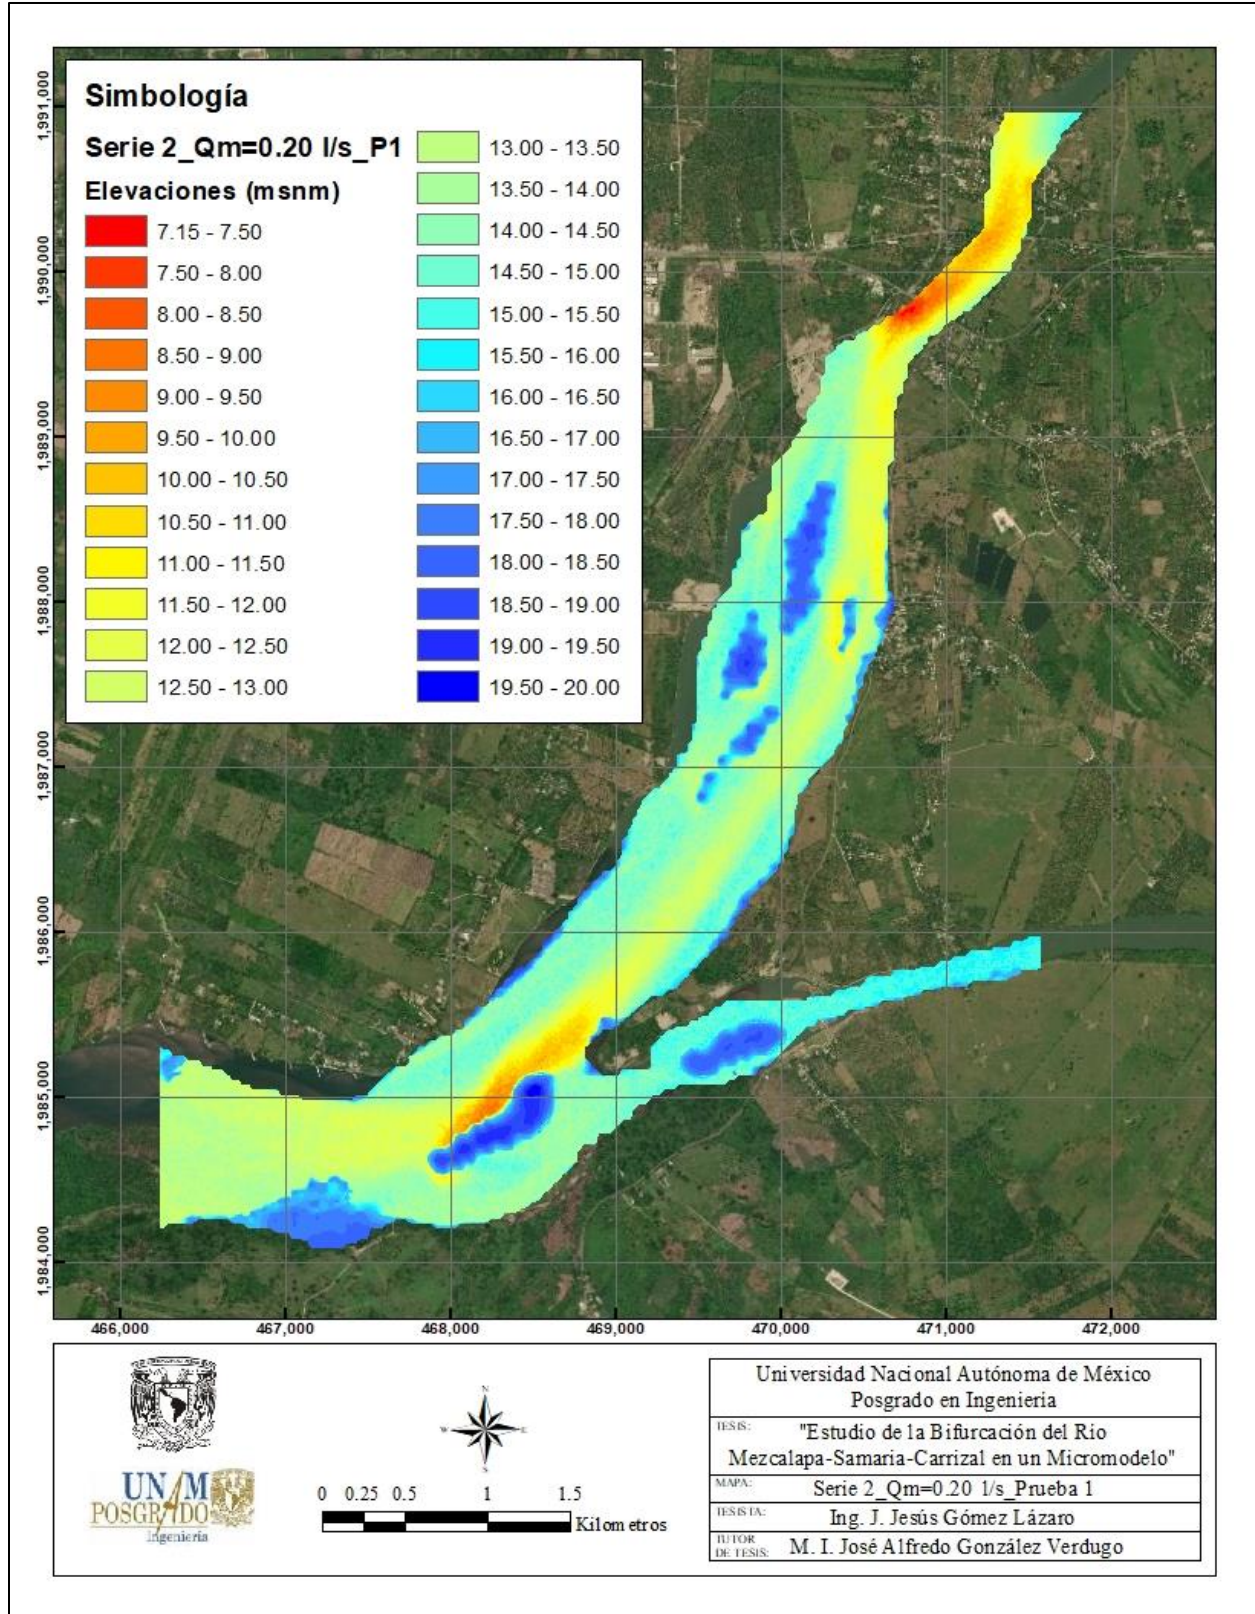 Simbología
Serie 2_Qm=0.20 l/s_P1
Elevaciones (msnm)
7.15 - 7.50
7.50 - 8.00
8.00 - 8.50
8.50 - 9.00
9.00 - 9.50
9.50 - 10.00
10.00 - 10.50
10.50 - 11.00
11.00 - 11.50
11.50 - 12.00
12.00 - 12.50
12.50 - 13.00
13.00 - 13.50
13.50 - 14.00
14.00 - 14.50
14.50 - 15.00
15.00 - 15.50
15.50 - 16.00
16.00 - 16.50
16.50 - 17.00
17.00 - 17.50
17.50 - 18.00
18.00 - 18.50
18.50 - 19.00
19.00 - 19.50
19.50 - 20.00
1,991,000
1,990,000
1,989,000
1,988,000
1,987,000
1,986,000
1,985,000
1,984,000
466,000 467,000 468,000 469,000 470,000 471,000 472,000
UNAM
POSGRADO
Ingeniería
N
W E
S
0 0.25 0.5 1 1.5
Kilometros
Universidad Nacional Autónoma de México
Posgrado en Ingeniería
TESIS: "Estudio de la Bifurcación del Río
Mezcalapa-Samaria-Carrizal en un Micromodelo"
MAPA: Serie 2_Qm=0.20 l/s_Prueba 1
TESISTA: Ing. J. Jesús Gómez Lázaro
TUTOR
DE TESIS: M. I. José Alfredo González Verdugo